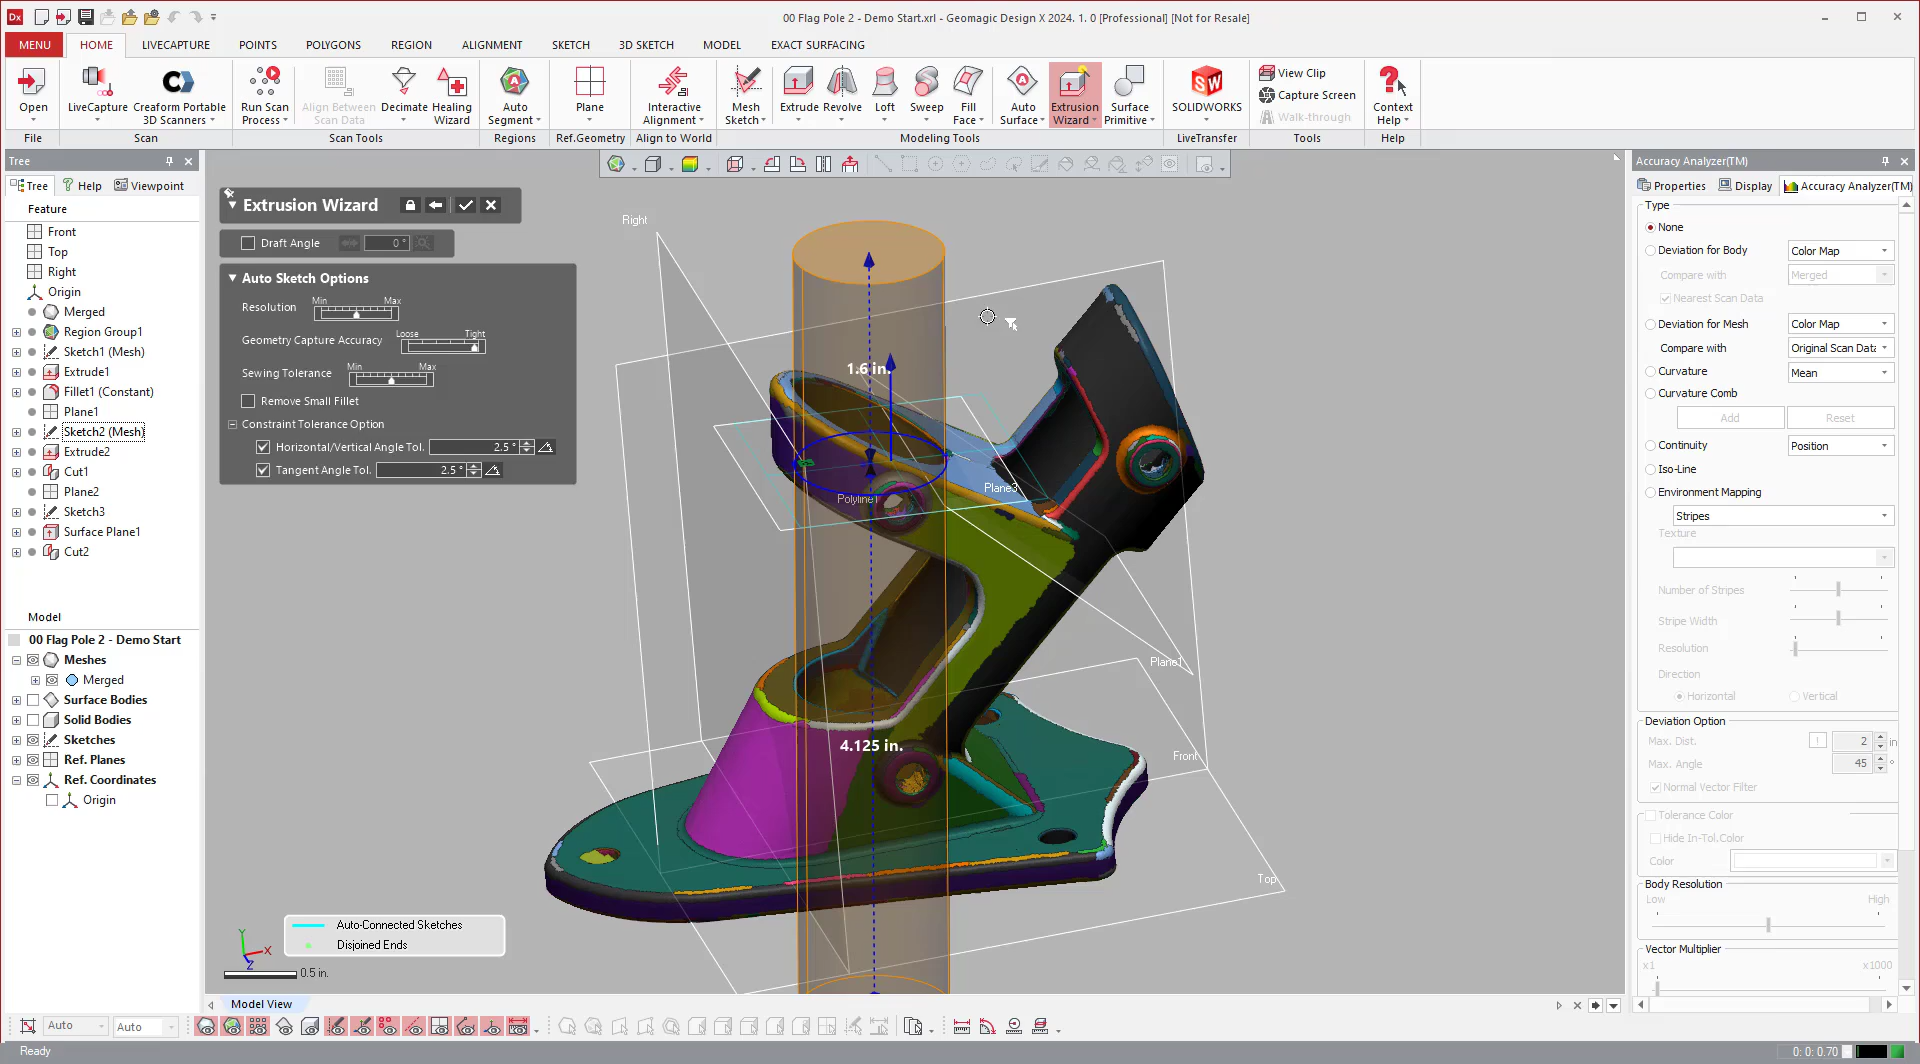 00 Flag Pole 2 - Demo Start.xrl - Geomagic Design X 2024. 1. 0 [Professional] [Not for Resale]
MENU HOME LIVECAPTURE POINTS POLYGONS REGION ALIGNMENT SKETCH 3D SKETCH MODEL EXACT SURFACING
Open LiveCapture Creaform Portable 3D Scanners Run Scan Process Align Between Scan Data Decimate Healing Wizard Auto Segment Plane Interactive Alignment Mesh Sketch Extrude Revolve Loft Sweep Fill Face Auto Surface Extrusion Wizard Surface Primitive SOLIDWORKS View Clip Capture Screen Walk-through Context Help
File Scan Scan Tools Regions Ref.Geometry Align to World Modeling Tools LiveTransfer Tools Help
Tree
Tree Help Viewpoint
Feature
Front
Top
Right
Origin
Merged
Region Group1
Sketch1 (Mesh)
Extrude1
Fillet1 (Constant)
Plane1
Sketch2 (Mesh)
Extrude2
Cut1
Plane2
Sketch3
Surface Plane1
Cut2
Model
00 Flag Pole 2 - Demo Start
Meshes
Merged
Surface Bodies
Solid Bodies
Sketches
Ref. Planes
Ref. Coordinates
Origin
Extrusion Wizard
Draft Angle 0 °
Auto Sketch Options
Resolution Min Max
Geometry Capture Accuracy Loose Tight
Sewing Tolerance Min Max
Remove Small Fillet
Constraint Tolerance Option
Horizontal/Vertical Angle Tol. 2.5 °
Tangent Angle Tol. 2.5 °
Right
1.6 in.
Polyline1
Plane3
Plane1
4.125 in.
Front
Top
Auto-Connected Sketches
Disjoined Ends
Y
X
Z
0.5 in.
Model View
Auto Auto
Ready
0: 0: 0.70
Accuracy Analyzer(TM)
Properties Display Accuracy Analyzer(TM)
Type
None
Deviation for Body Color Map
Compare with Merged
Nearest Scan Data
Deviation for Mesh Color Map
Compare with Original Scan Data
Curvature Mean
Curvature Comb
Add Reset
Continuity Position
Iso-Line
Environment Mapping
Stripes
Texture
Number of Stripes
Stripe Width
Resolution
Direction
Horizontal Vertical
Deviation Option
Max. Dist. ! 2 in
Max. Angle 45 °
Normal Vector Filter
Tolerance Color
Hide In-Tol.Color
Color
Body Resolution
Low High
Vector Multiplier
x1 x1000